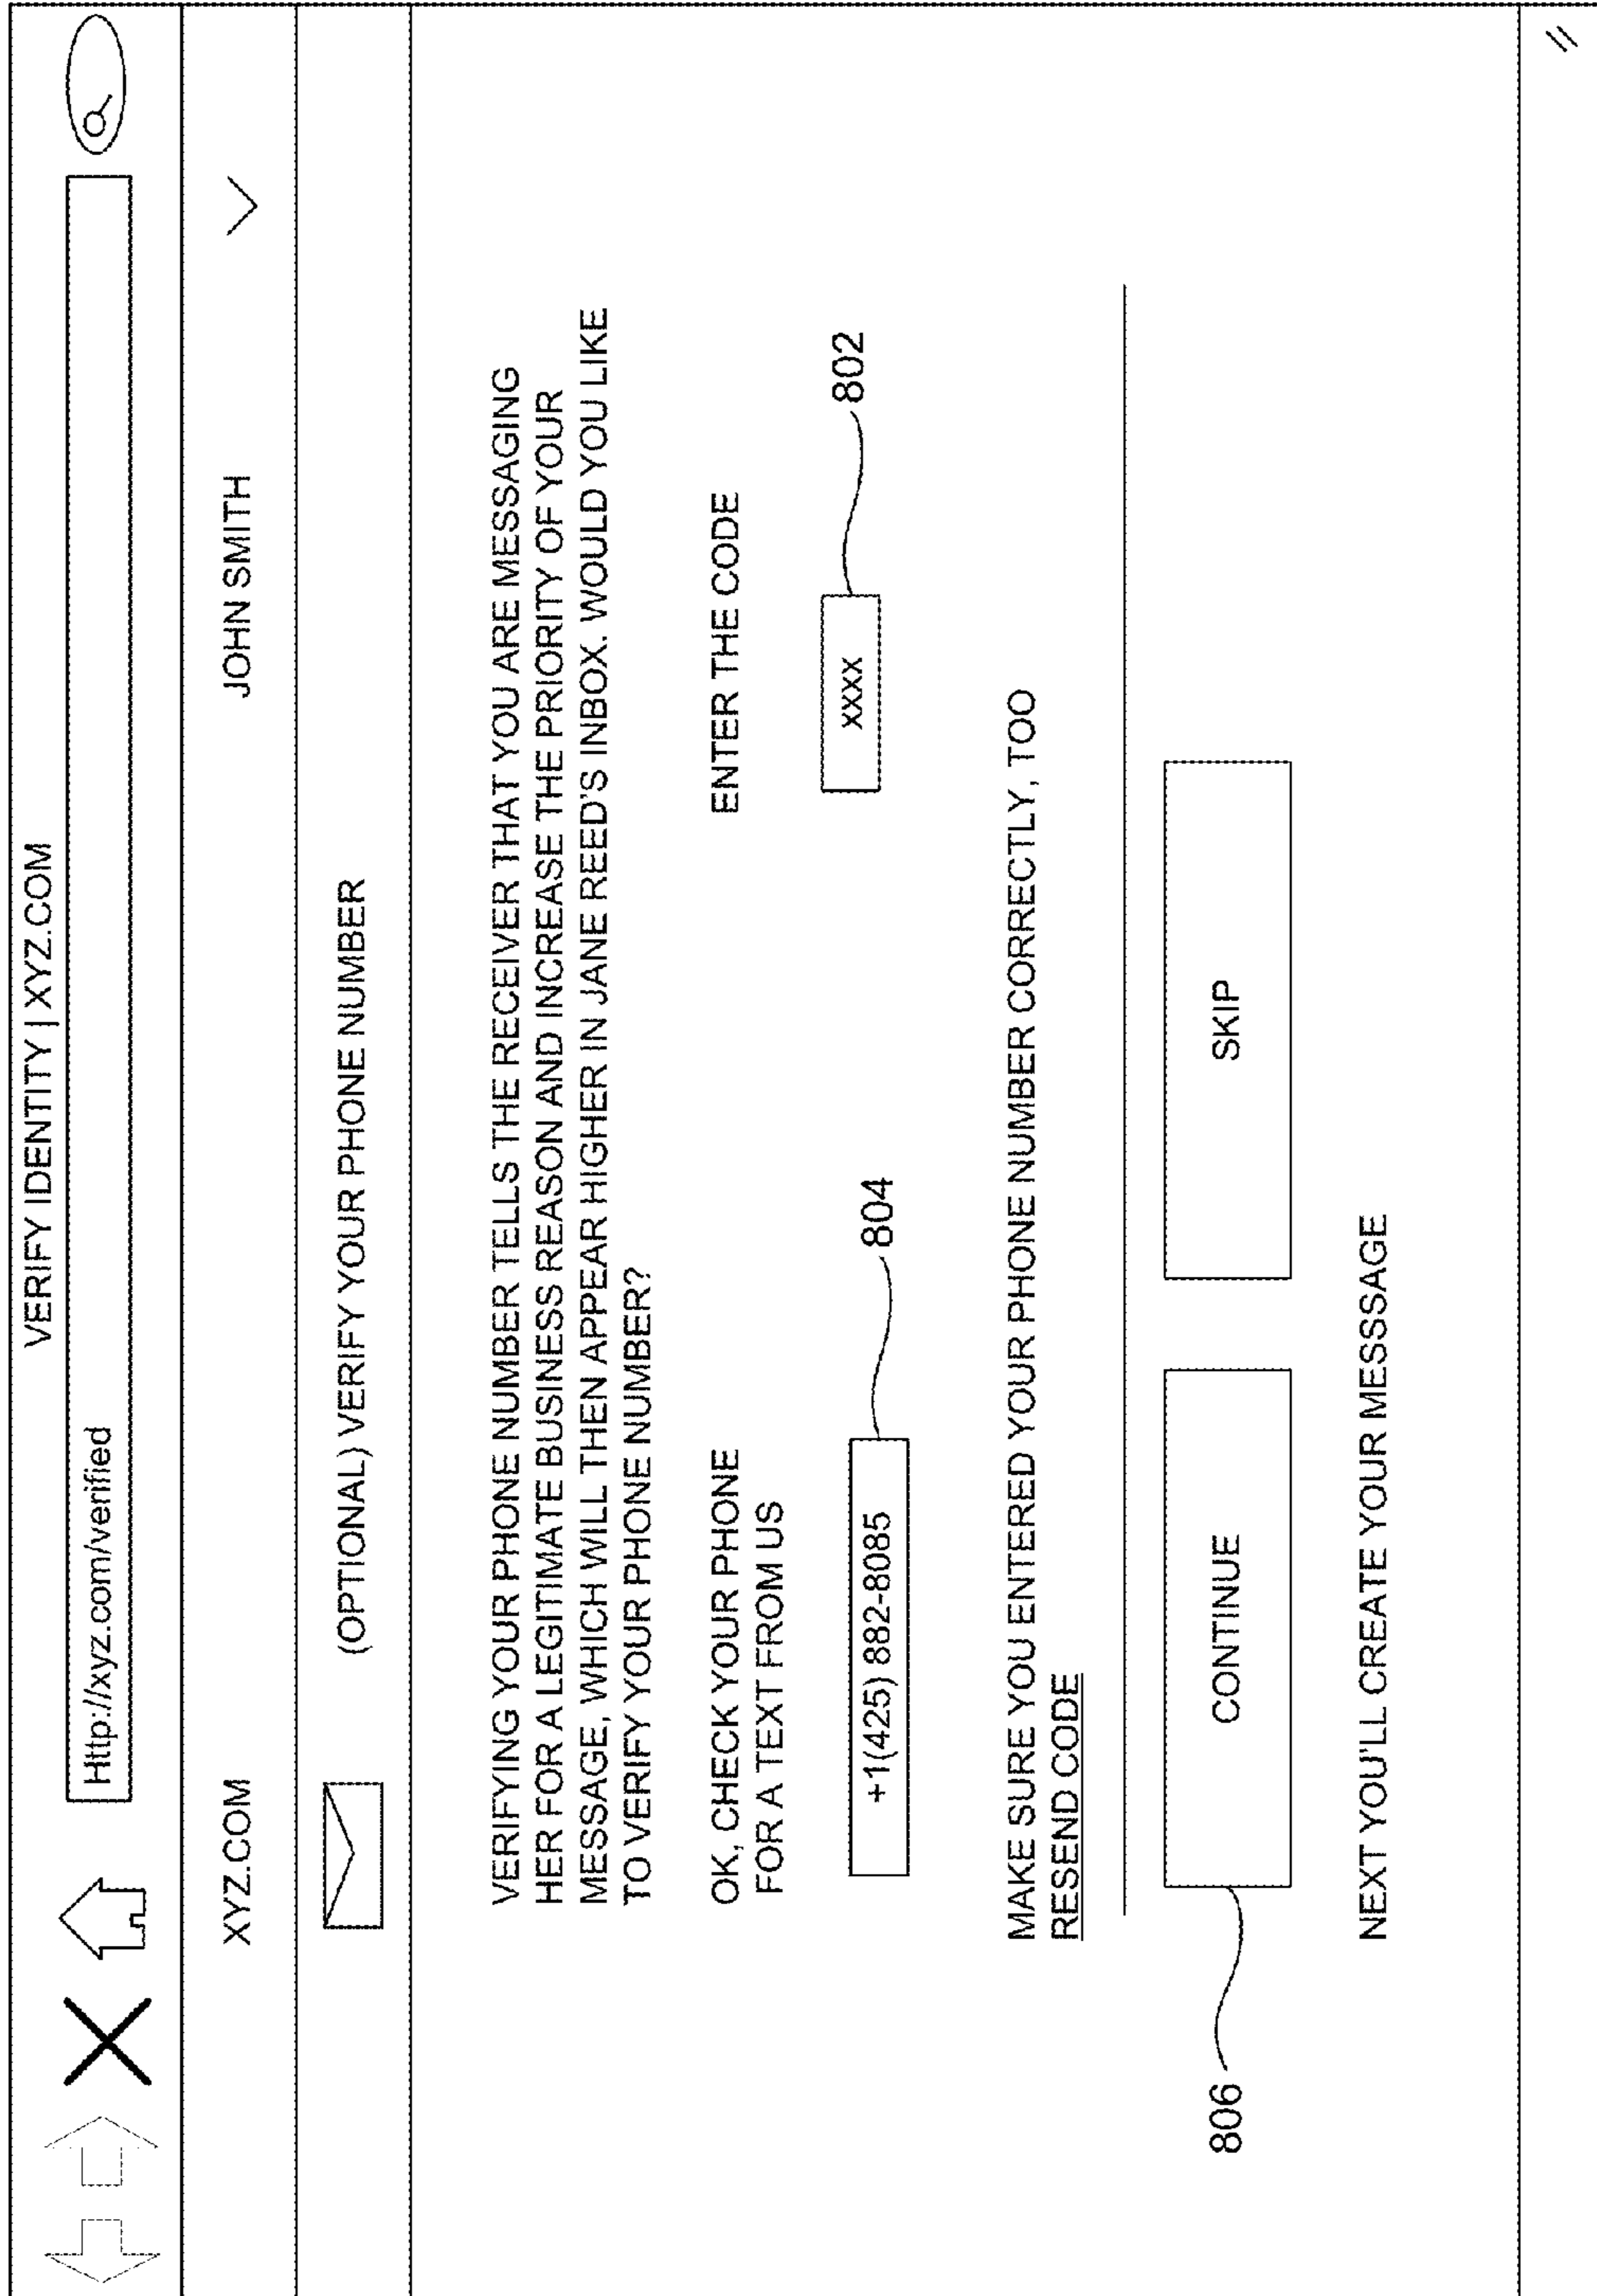 VERIFY IDENTITY | XYZ.COM
Http://xyz.com/verified
XYZ.COM
JOHN SMITH
(OPTIONAL) VERIFY YOUR PHONE NUMBER
VERIFYING YOUR PHONE NUMBER TELLS THE RECEIVER THAT YOU ARE MESSAGING
HER FOR A LEGITIMATE BUSINESS REASON AND INCREASE THE PRIORITY OF YOUR
MESSAGE, WHICH WILL THEN APPEAR HIGHER IN JANE REED'S INBOX. WOULD YOU LIKE
TO VERIFY YOUR PHONE NUMBER?
OK, CHECK YOUR PHONE
FOR A TEXT FROM US
+1(425) 882-8085
804
ENTER THE CODE
xxxx
802
MAKE SURE YOU ENTERED YOUR PHONE NUMBER CORRECTLY, TOO
RESEND CODE
806
CONTINUE
SKIP
NEXT YOU'LL CREATE YOUR MESSSAGE